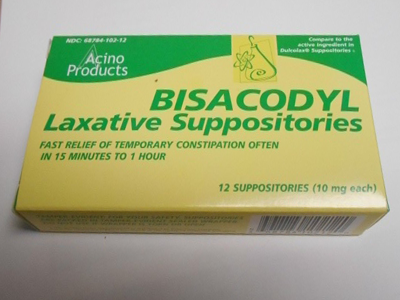 NDC: 08784-102-12
Acino
Products
Compare to the
active ingredient in
Dulcolax® Suppositories
BISACODYL
Laxative Suppositories
FAST RELIEF OF TEMPORARY CONSTIPATION OFTEN
IN 15 MINUTES TO 1 HOUR
12 SUPPOSITORIES (10 mg each)